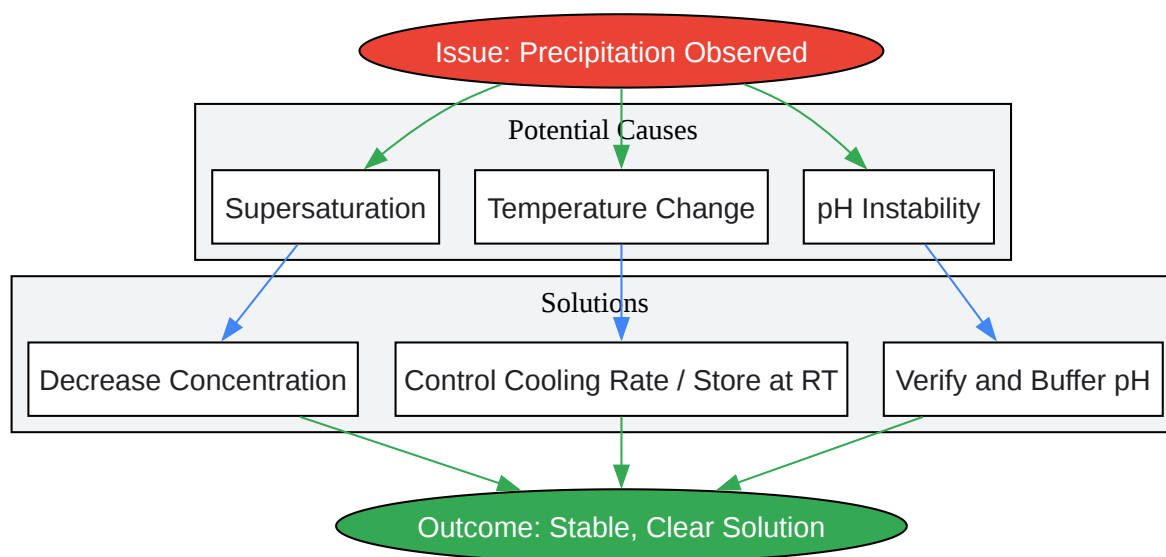 Issue: Precipitation Observed
Potential Causes
Supersaturation
Temperature Change
pH Instability
Solutions
Decrease Concentration
Control Cooling Rate / Store at RT
Verify and Buffer pH
Outcome: Stable, Clear Solution